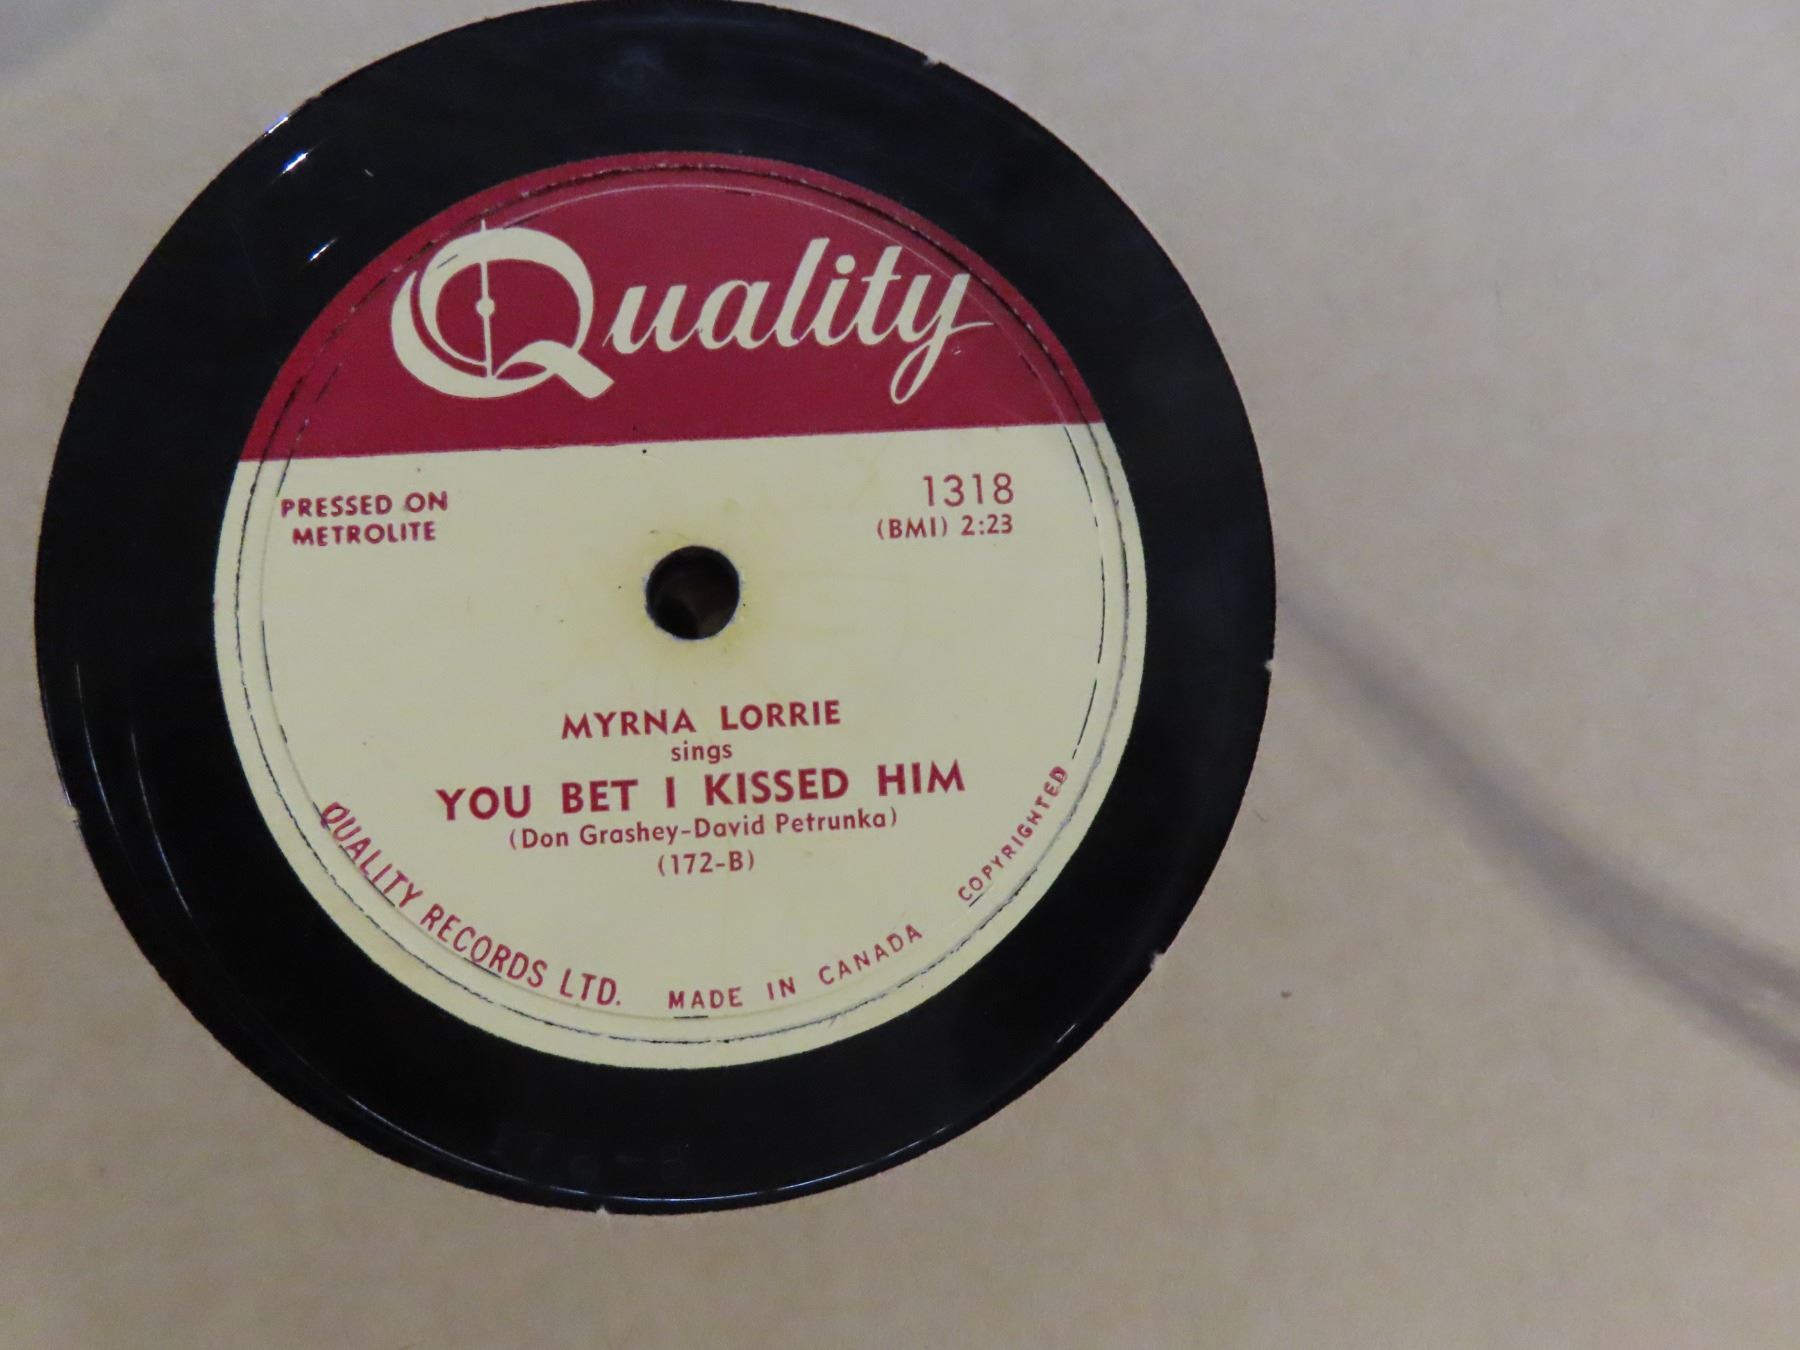 Quality
PRESSED ON
METROLITE
1318
(BMI) 2:23
MYRNA LORRIE
sings
YOU BET I KISSED HIM
(Don Grashey-David Petrunka)
(172-B)
QUALITY RECORDS LTD. MADE IN CANADA COPYRIGHTED